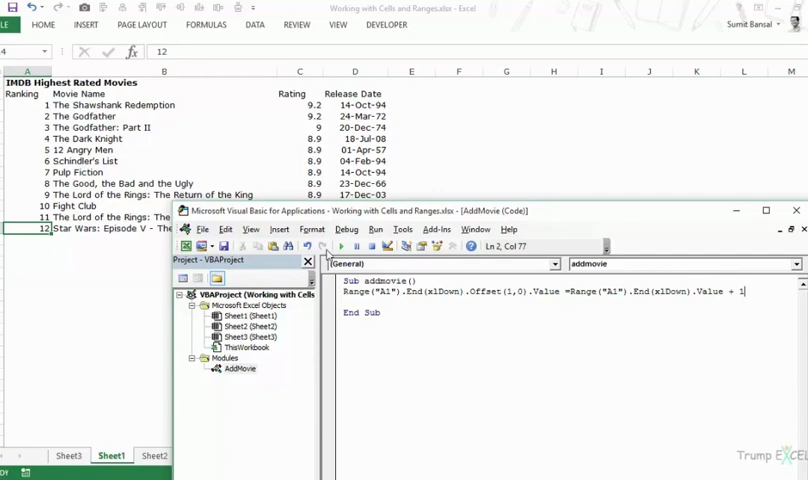 Working with Cells and Ranges.xlsx - Excel
HOME INSERT PAGE LAYOUT FORMULAS DATA REVIEW VIEW DEVELOPER Sumit Bansal
12
A B C D E F G H I J K L M
IMDB Highest Rated Movies
Ranking Movie Name Rating Release Date
1 The Shawshank Redemption 9.2 14-Oct-94
2 The Godfather 9.2 24-Mar-72
3 The Godfather: Part II 9 20-Dec-74
4 The Dark Knight 8.9 18-Jul-08
5 12 Angry Men 8.9 01-Apr-57
6 Schindler's List 8.9 04-Feb-94
7 Pulp Fiction 8.9 14-Oct-94
8 The Good, the Bad and the Ugly 8.9 23-Dec-66
9 The Lord of the Rings: The Return of the King 8.9 17-Dec-03
10 Fight Club
11 The Lord of the Rings: The
12 Star Wars: Episode V - The
Microsoft Visual Basic for Applications - Working with Cells and Ranges.xlsx - [AddMovie (Code)]
File Edit View Insert Format Debug Run Tools Add-Ins Window Help
Ln 2, Col 77
Project - VBAProject
VBAProject (Working with Cells
Microsoft Excel Objects
Sheet1 (Sheet1)
Sheet2 (Sheet2)
Sheet3 (Sheet3)
ThisWorkbook
Modules
AddMovie
(General) addmovie
Sub addmovie()
Range("A1").End(xlDown).Offset(1,0).Value =Range("A1").End(xlDown).Value + 1
End Sub
Sheet3 Sheet1 Sheet2
Trump EXCEL